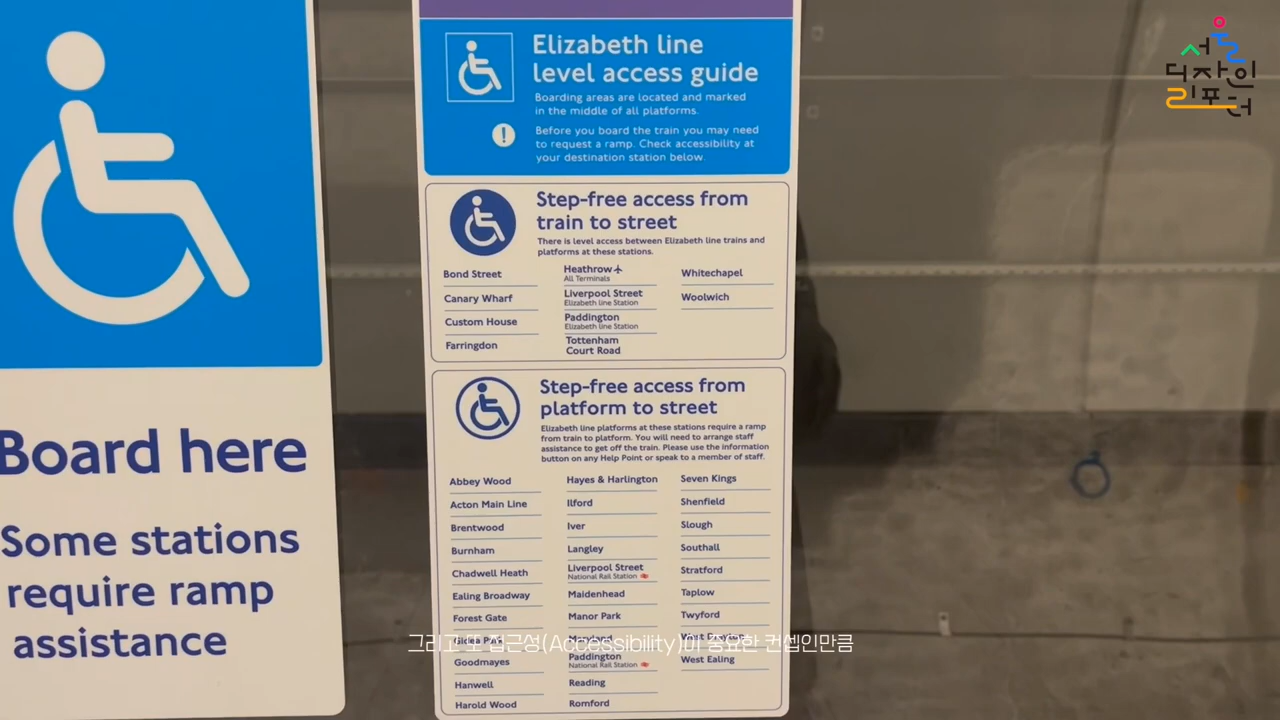 Board here
Some stations
require ramp
assistance
Elizabeth line
level access guide
Boarding areas are located and marked
in the middle of all platforms.
!
Before you board the train you may need
to request a ramp. Check accessibility at
your destination station below.
Step-free access from
train to street
There is level access between Elizabeth line trains and
platforms at these stations.
Bond Street
Canary Wharf
Custom House
Farringdon
Heathrow
All Terminals
Liverpool Street
Elizabeth line Station
Paddington
Elizabeth line Station
Tottenham
Court Road
Whitechapel
Woolwich
Step-free access from
platform to street
Elizabeth line platforms at these stations require a ramp
from train to platform. You will need to arrange staff
assistance to get off the train. Please use the information
button on any Help Point or speak to a member of staff.
Abbey Wood
Acton Main Line
Brentwood
Burnham
Chadwell Heath
Ealing Broadway
Forest Gate
Gidea Park
Goodmayes
Hanwell
Harold Wood
Hayes & Harlington
Ilford
Iver
Langley
Liverpool Street
National Rail Station
Maidenhead
Manor Park
Maryland
Paddington
National Rail Station
Reading
Romford
Seven Kings
Shenfield
Slough
Southall
Stratford
Taplow
Twyford
West Drayton
West Ealing
서울
디자인
리포터
그리고 또 접근성(Accessibility)이 중요한 컨셉인만큼